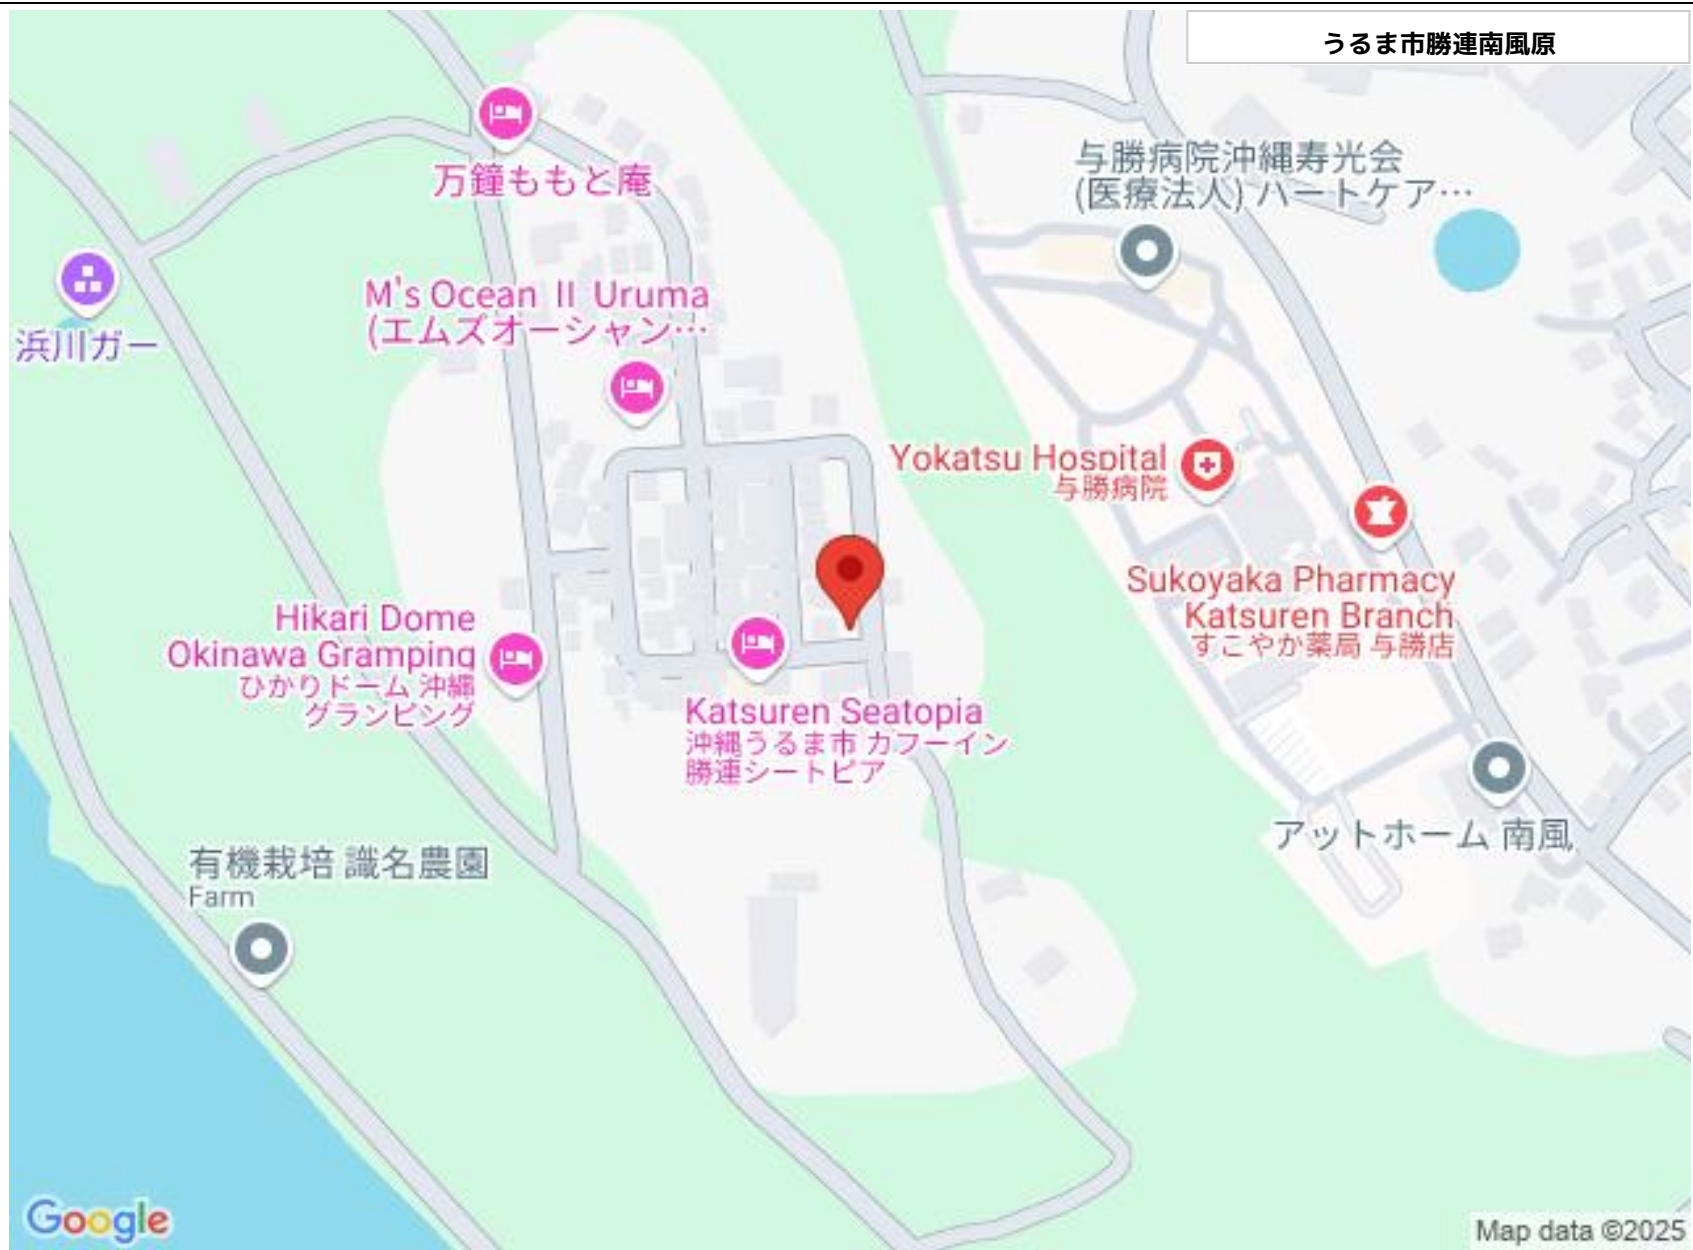 うるま市勝連南風原
万鐘ももと庵
与勝病院沖縄寿光会
(医療法人) ハートケア…
浜川ガー
M's Ocean Ⅱ Uruma
(エムズオーシャン…
Yokatsu Hospital
与勝病院
Sukoyaka Pharmacy
Katsuren Branch
すこやか薬局 与勝店
Hikari Dome
Okinawa Gramping
ひかりドーム 沖縄
グランピング
Katsuren Seatopia
沖縄うるま市 カフーイン
勝連シートピア
アットホーム 南風
有機栽培 識名農園
Farm
Google
Map data ©2025